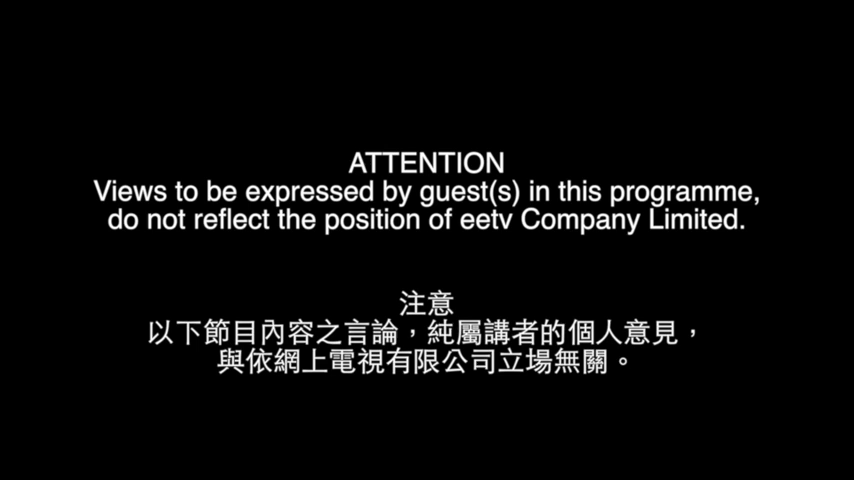 ATTENTION
Views to be expressed by guest(s) in this programme,
do not reflect the position of eetv Company Limited.
注意
以下節目內容之言論，純屬講者的個人意見，
與依網上電視有限公司立場無關。